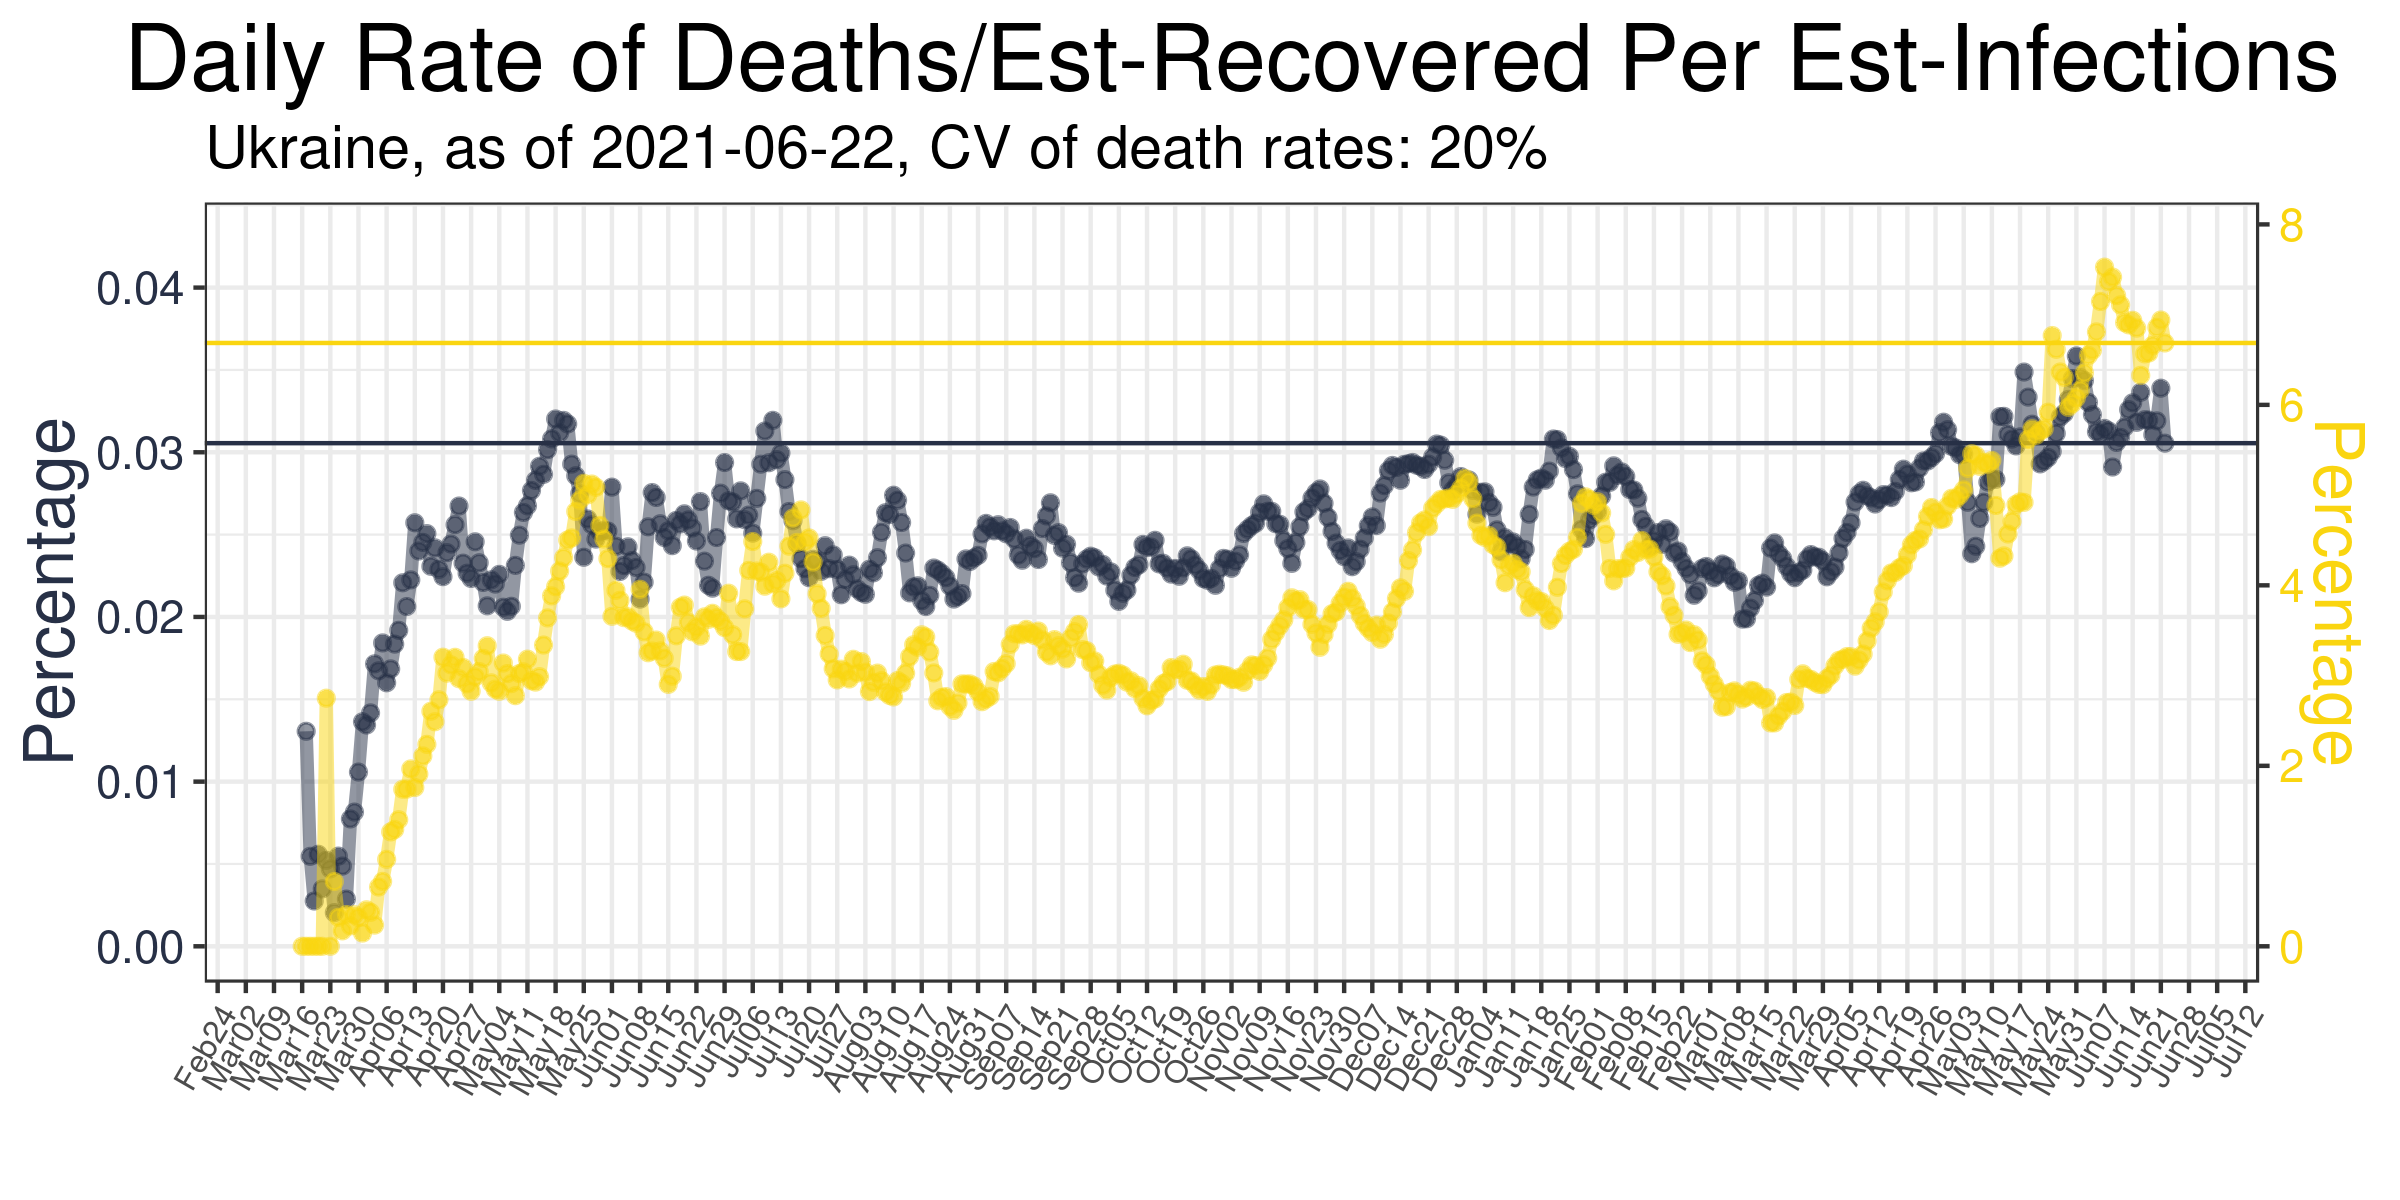 Daily Rate of Deaths/Est-Recovered Per Est-Infections
Ukraine, as of 2021-06-22, CV of death rates: 20%
Percentage
0.04
0.03
0.02
0.01
0.00
8
6
4
2
0
Percentage
Feb24
Mar02
Mar09
Mar16
Mar23
Mar30
Apr06
Apr13
Apr20
Apr27
May04
May11
May18
May25
Jun01
Jun08
Jun15
Jun22
Jun29
Jul06
Jul13
Jul20
Jul27
Aug03
Aug10
Aug17
Aug24
Aug31
Sep07
Sep14
Sep21
Sep28
Oct05
Oct12
Oct19
Oct26
Nov02
Nov09
Nov16
Nov23
Nov30
Dec07
Dec14
Dec21
Dec28
Jan04
Jan11
Jan18
Jan25
Feb01
Feb08
Feb15
Feb22
Mar01
Mar08
Mar15
Mar22
Mar29
Apr05
Apr12
Apr19
Apr26
May03
May10
May17
May24
May31
Jun07
Jun14
Jun21
Jun28
Jul05
Jul12